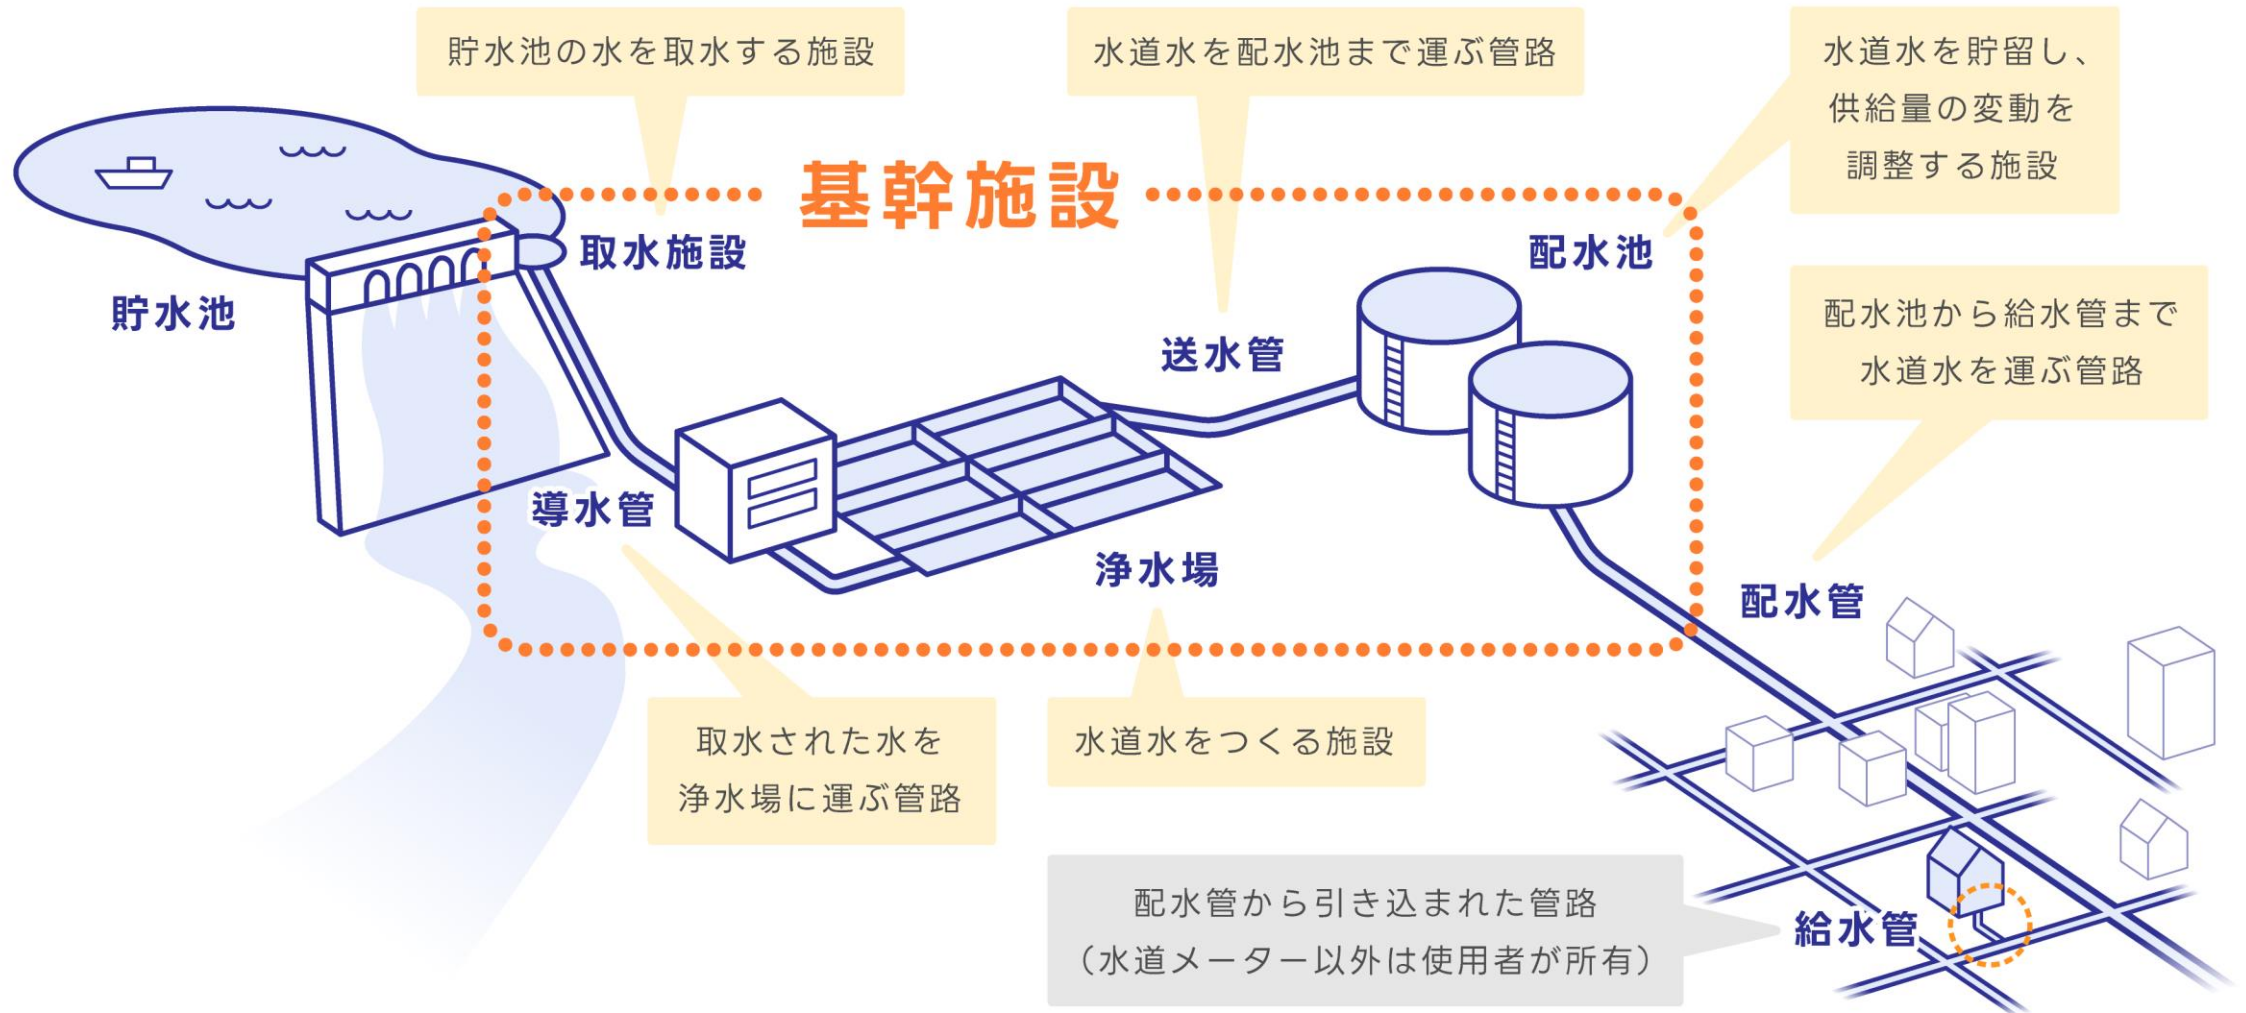 貯水池の水を取水する施設
水道水を配水池まで運ぶ管路
水道水を貯留し、
供給量の変動を
調整する施設
基幹施設
取水施設
配水池
貯水池
配水池から給水管まで
水道水を運ぶ管路
送水管
導水管
浄水場
配水管
取水された水を
浄水場に運ぶ管路
水道水をつくる施設
配水管から引き込まれた管路
（水道メーター以外は使用者が所有）
給水管